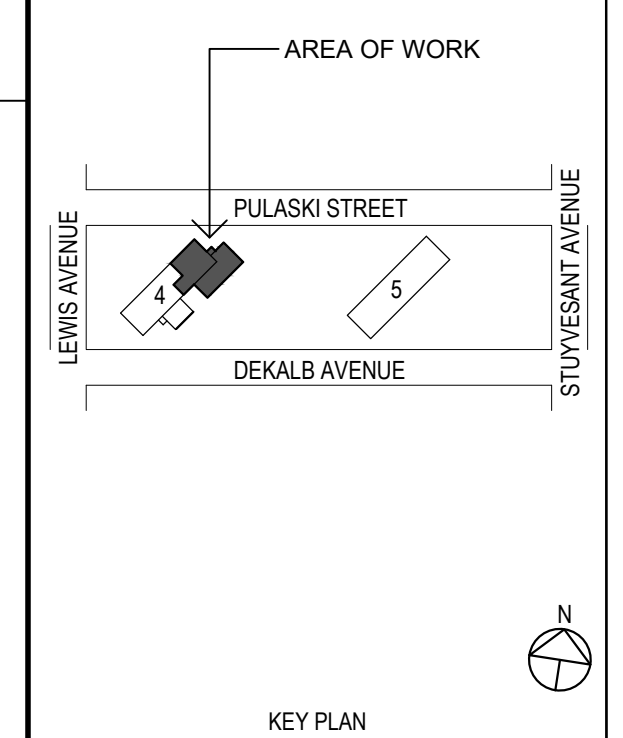 AREA OF WORK
PULASKI STREET
LEWIS AVENUE
4
5
STUYVESANT AVENUE
DEKALB AVENUE
N
KEY PLAN